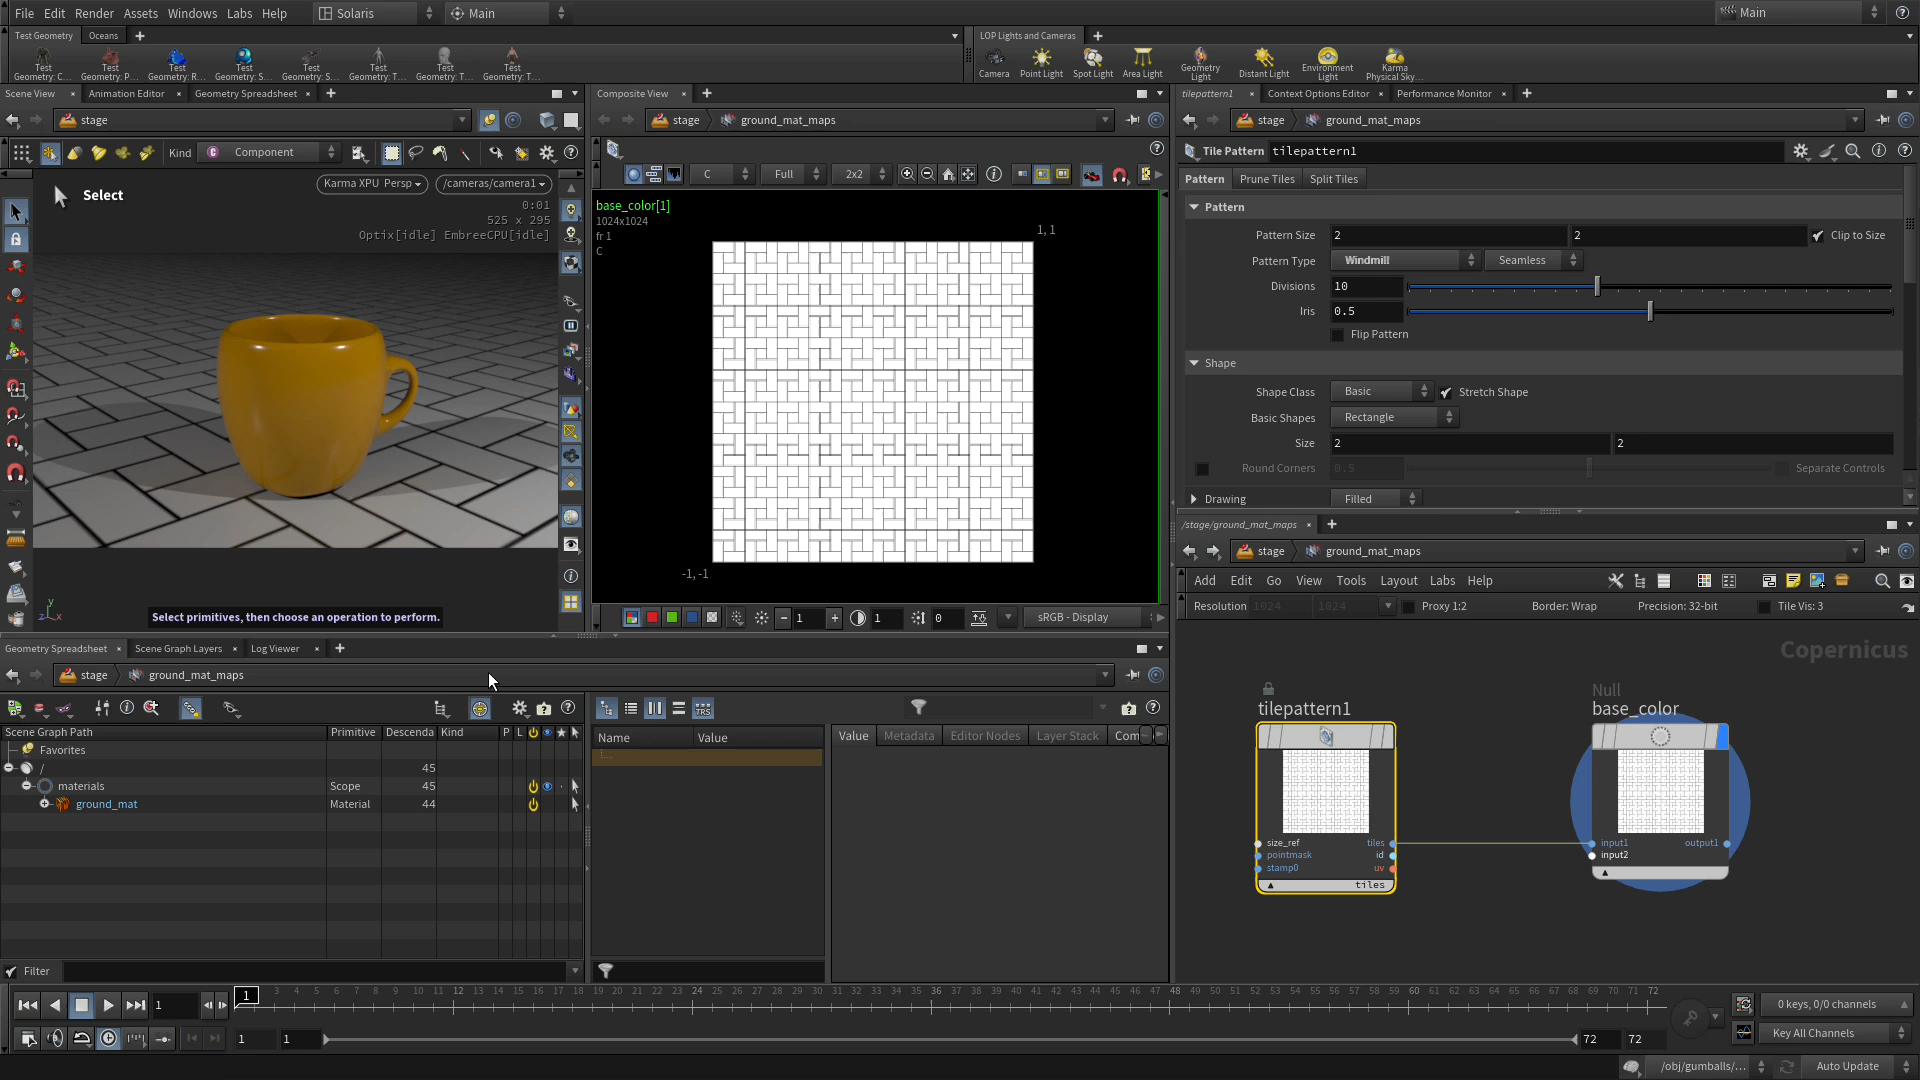 File Edit Render Assets Windows Labs Help Solaris Main Main
Test Geometry Oceans LOP Lights and Cameras
Test Geometry: C... Test Geometry: P... Test Geometry: R... Test Geometry: S... Test Geometry: S... Test Geometry: T... Test Geometry: T... Test Geometry: T...
Camera Point Light Spot Light Area Light Geometry Light Distant Light Environment Light Karma Physical Sky...
Scene View Animation Editor Geometry Spreadsheet
stage
Kind Component
Select
Karma XPU Persp /cameras/camera1
0:01
525 x 295
Optix[idle] EmbreeCPU[idle]
Select primitives, then choose an operation to perform.
Composite View
stage ground_mat_maps
C Full 2x2
base_color[1]
1024x1024
fr 1
C
1, 1
-1, -1
1 1 0 sRGB - Display
tilepattern1 Context Options Editor Performance Monitor
stage ground_mat_maps
Tile Pattern tilepattern1
Pattern Prune Tiles Split Tiles
Pattern
Pattern Size 2 2 Clip to Size
Pattern Type Windmill Seamless
Divisions 10
Iris 0.5
Flip Pattern
Shape
Shape Class Basic Stretch Shape
Basic Shapes Rectangle
Size 2 2
Round Corners 0.5 Separate Controls
Drawing Filled
/stage/ground_mat_maps
stage ground_mat_maps
Add Edit Go View Tools Layout Labs Help
Resolution 1024 1024 Proxy 1:2 Border: Wrap Precision: 32-bit Tile Vis: 3
Copernicus
tilepattern1
size_ref tiles
pointmask id
stamp0 uv
tiles
Null
base_color
input1 output1
input2
Geometry Spreadsheet Scene Graph Layers Log Viewer
stage ground_mat_maps
Scene Graph Path Primitive Descenda Kind P L
Favorites
/ 45
materials Scope 45
ground_mat Material 44
Filter
TRS
Name Value
Value Metadata Editor Nodes Layer Stack Com
1 1 3 4 5 6 7 8 9 10 11 12 13 14 15 16 17 18 19 20 21 22 23 24 25 26 27 28 29 30 31 32 33 34 35 36 37 38 39 40 41 42 43 44 45 46 47 48 49 50 51 52 53 54 55 56 57 58 59 60 61 62 63 64 65 66 67 68 69 70 71 72
0 keys, 0/0 channels
1 1 72 72 Key All Channels
/obj/gumballs/... Auto Update